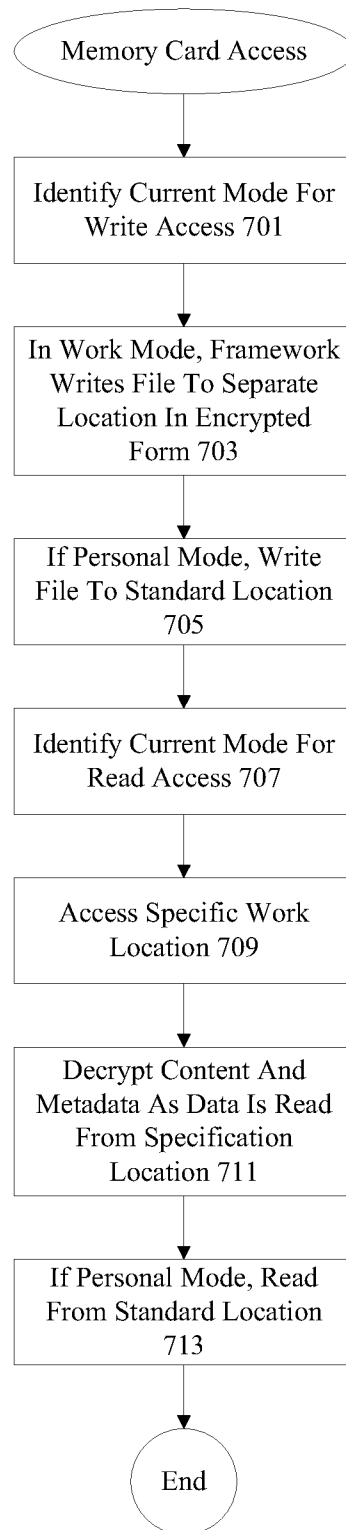 Memory Card Access
Identify Current Mode For
Write Access 701
In Work Mode, Framework
Writes File To Separate
Location In Encrypted
Form 703
If Personal Mode, Write
File To Standard Location
705
Identify Current Mode For
Read Access 707
Access Specific Work
Location 709
Decrypt Content And
Metadata As Data Is Read
From Specification
Location 711
If Personal Mode, Read
From Standard Location
713
End